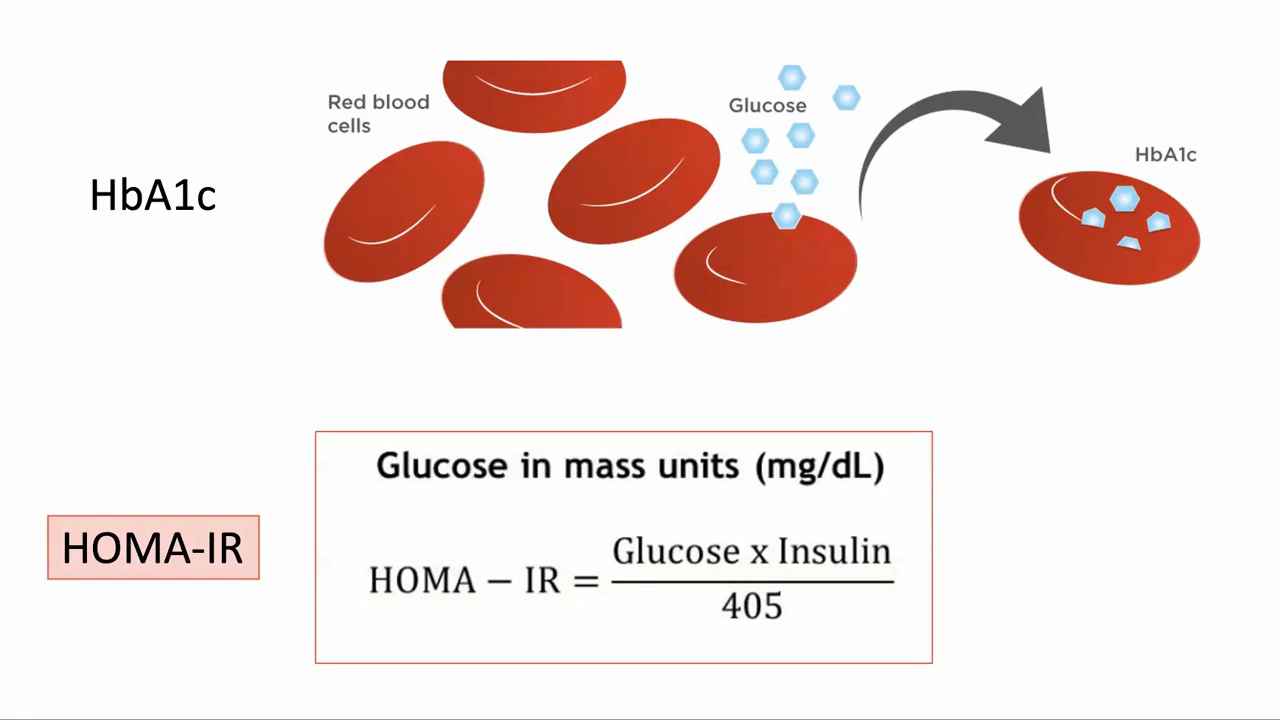 Red blood
cells
Glucose
HbA1c
HbA1c
Glucose in mass units (mg/dL)
HOMA-IR
HOMA − IR = Glucose x Insulin
405